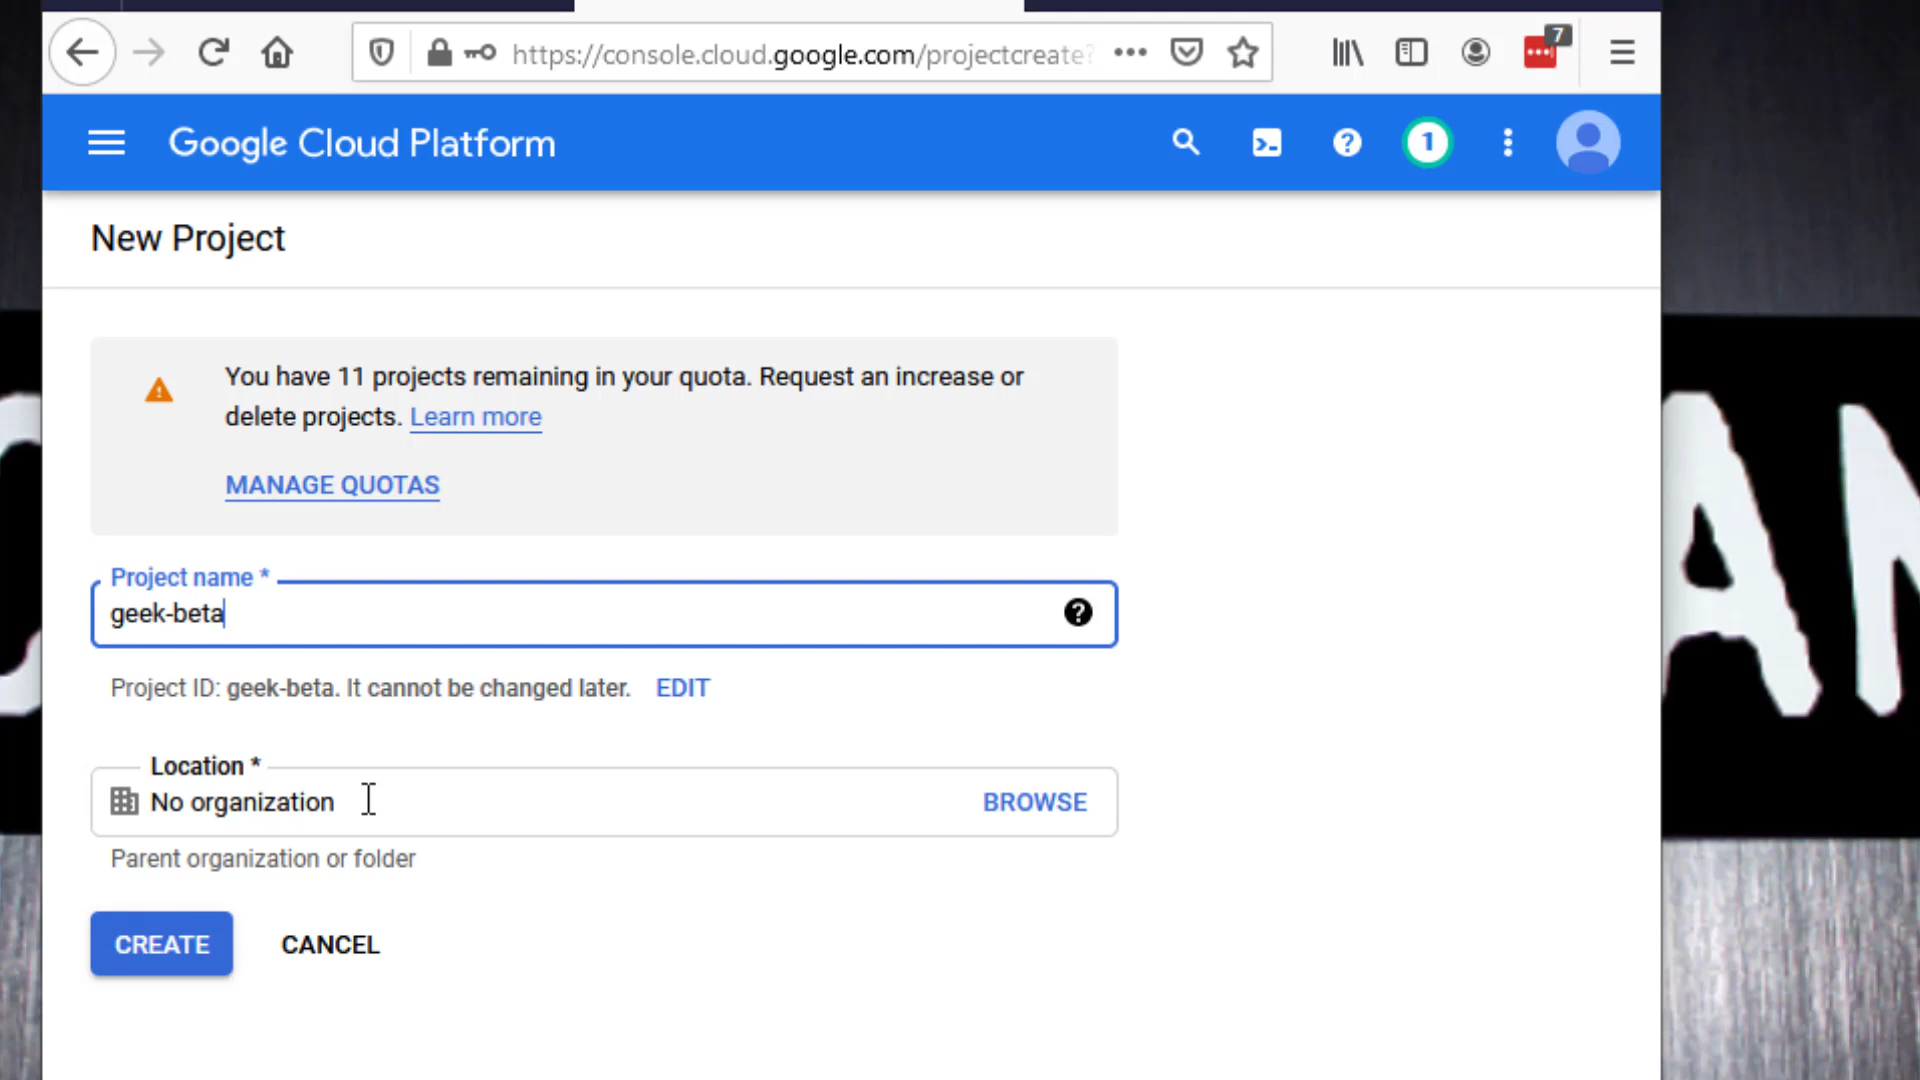 https://console.cloud.google.com/projectcreate?
7
Google Cloud Platform
1
New Project
You have 11 projects remaining in your quota. Request an increase or
delete projects. Learn more
MANAGE QUOTAS
Project name *
geek-beta
Project ID: geek-beta. It cannot be changed later. EDIT
Location *
No organization
BROWSE
Parent organization or folder
CREATE
CANCEL